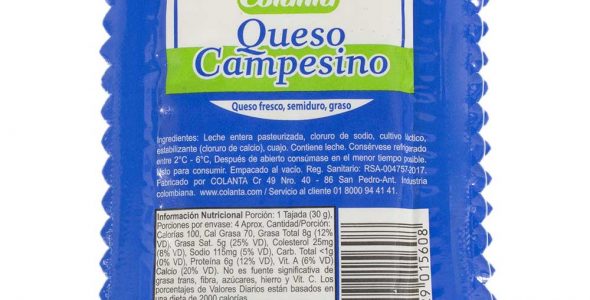 Colanta
Queso
Campesino
Queso fresco, semiduro, graso
Ingredientes: Leche entera pasteurizada, cloruro de sodio, cultivo láctico,
estabilizante (cloruro de calcio), cuajo. Contiene leche. Consérvese refrigerado
entre 2°C - 6°C, Después de abierto consúmase en el menor tiempo posible.
Listo para consumir. Empacado al vacío. Reg. Sanitario: RSA-004757-2017.
Fabricado por COLANTA Cr 49 Nro. 40 - 86 San Pedro-Ant. Industria
colombiana. www.colanta.com / Servicio al cliente 01 8000 94 41 41.
Información Nutricional Porción: 1 Tajada (30 g),
Porciones por envase: 4 Aprox. Cantidad/Porción:
Calorías 100, Cal Grasa 70, Grasa Total 8g (12%
VD), Grasa Sat. 5g (25% VD), Colesterol 25mg
(8% VD), Sodio 115mg (5% VD), Carb. Total <1g
(0% VD), Proteína 6g (12% VD), Vit. A (6% VD)
Calcio (20% VD). No es fuente significativa de
grasa trans, fibra, azúcares, hierro y Vit. C. Los
porcentajes de Valores Diarios están basados en
una dieta de 2000 calorías.
015608